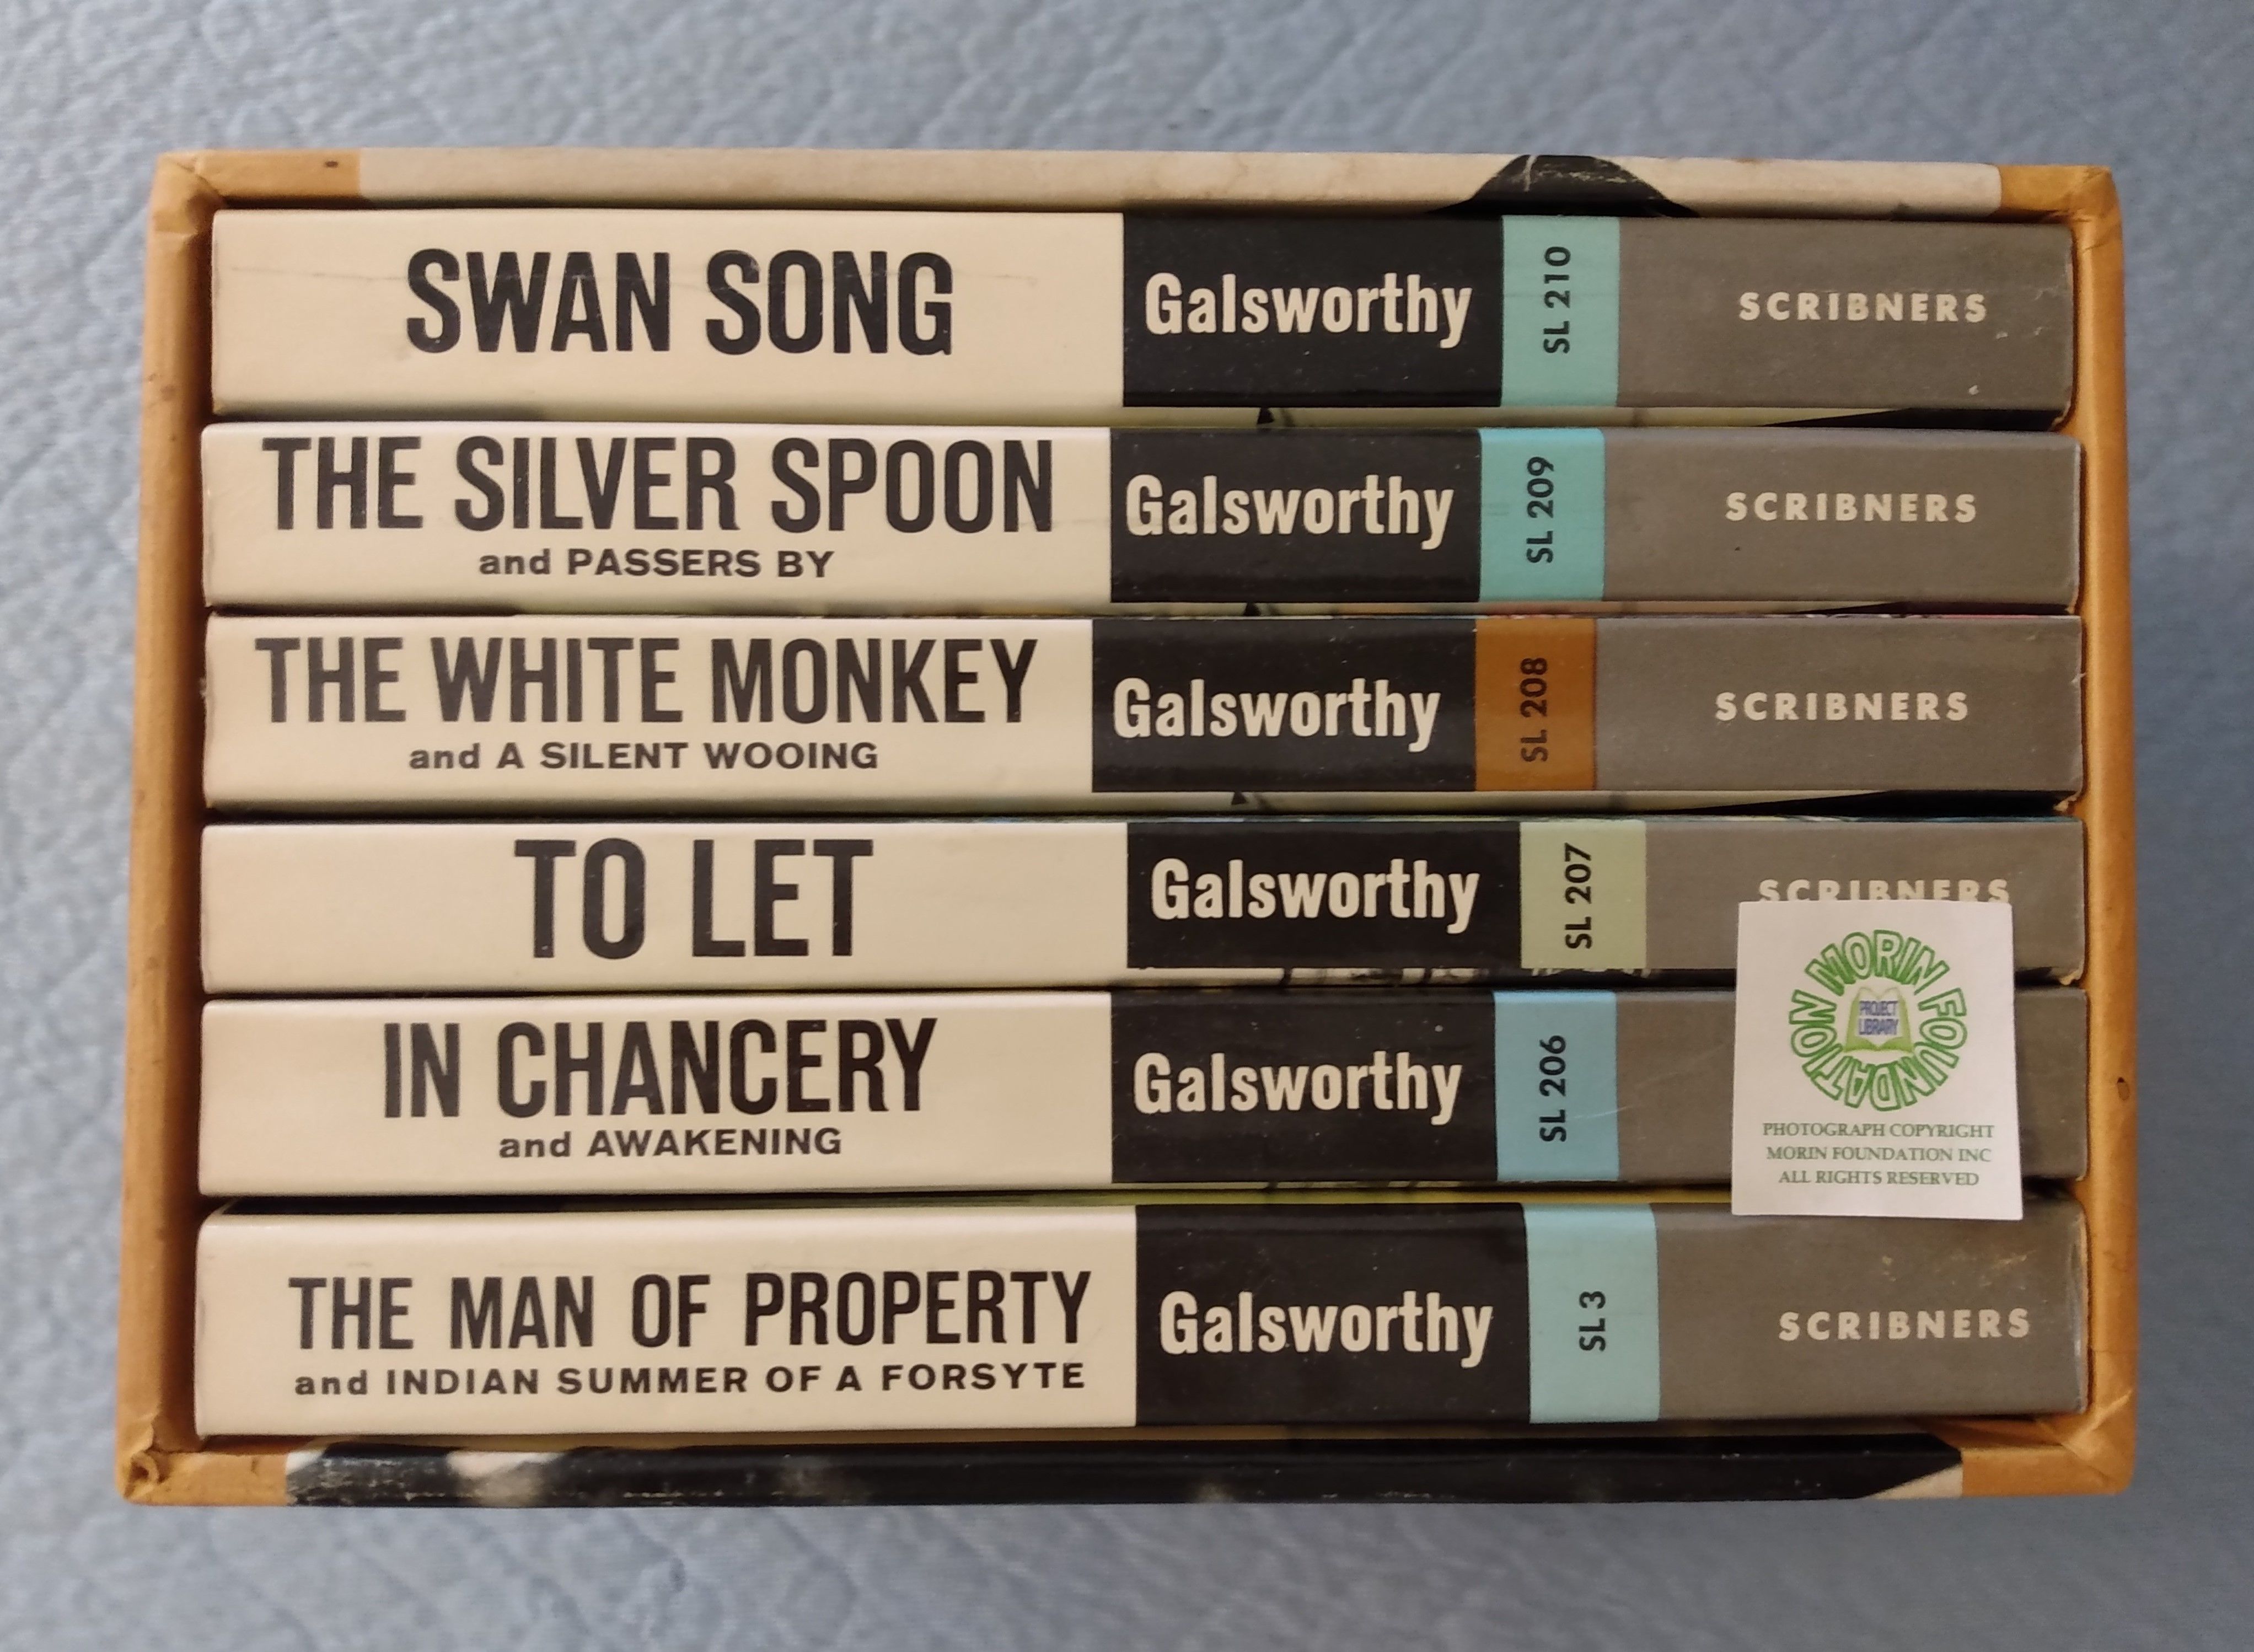 SWAN SONG
Galsworthy
SL 210
SCRIBNERS
THE SILVER SPOON
and PASSERS BY
Galsworthy
SL 209
SCRIBNERS
THE WHITE MONKEY
and A SILENT WOOING
Galsworthy
SL 208
SCRIBNERS
TO LET
Galsworthy
SL 207
SCRIBNERS
IN CHANCERY
and AWAKENING
Galsworthy
SL 206
MORIN FOUNDATION
PROJECT
LIBRARY
PHOTOGRAPH COPYRIGHT
MORIN FOUNDATION INC
ALL RIGHTS RESERVED
THE MAN OF PROPERTY
and INDIAN SUMMER OF A FORSYTE
Galsworthy
SL 3
SCRIBNERS